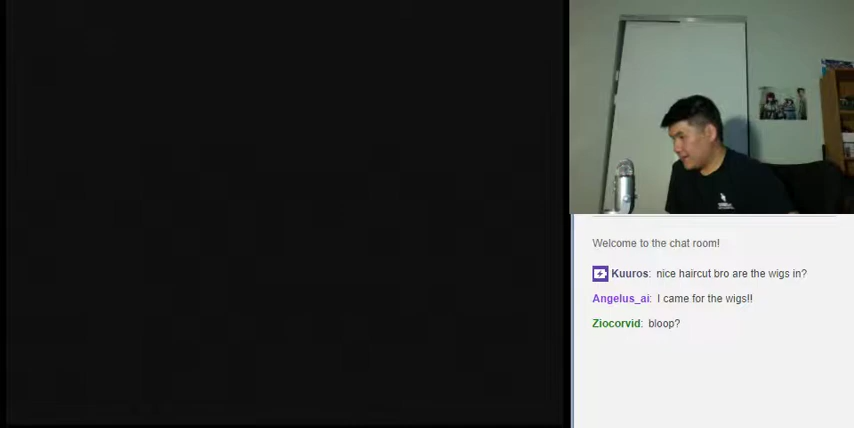 Welcome to the chat room!
Kuuros: nice haircut bro are the wigs in?
Angelus_ai: I came for the wigs!!
Ziocorvid: bloop?